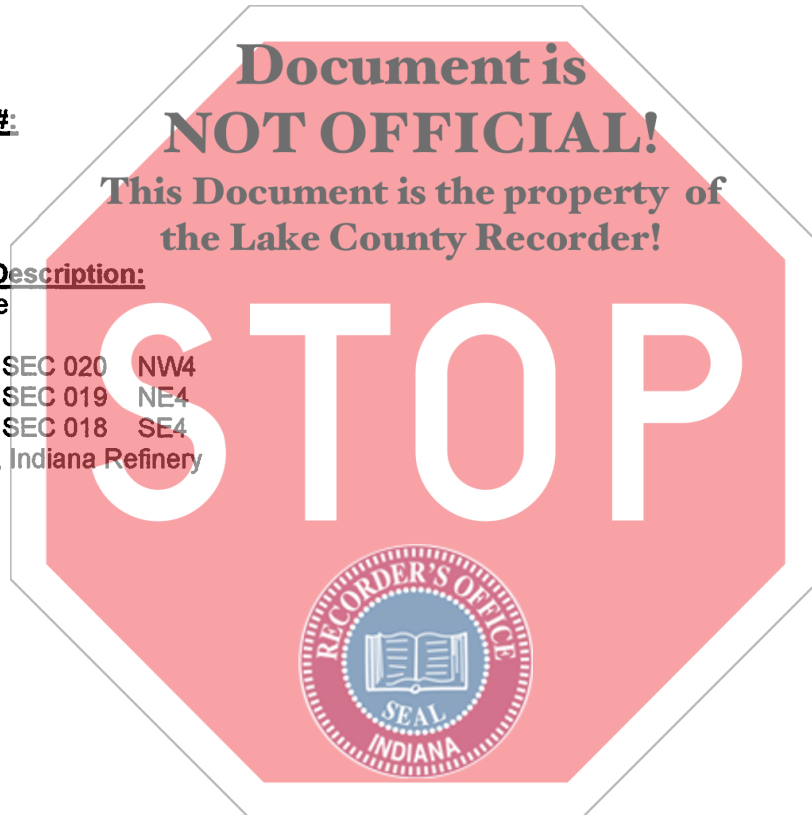 Document is
NOT OFFICIAL!
#:
This Document is the property of
the Lake County Recorder!
Description:
e
STOP
SEC 020 NW4
SEC 019 NE4
SEC 018 SE4
, Indiana Refinery
RECORDER'S OFFICE
SEAL
INDIANA